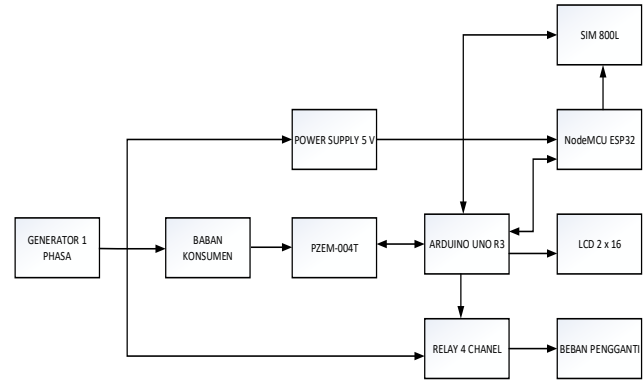 SIM 800L
POWER SUPPLY 5 V
NodeMCU ESP32
GENERATOR 1
PHASA
BABAN
KONSUMEN
PZEM-004T
ARDUINO UNO R3
LCD 2 x 16
RELAY 4 CHANEL
BEBAN PENGGANTI